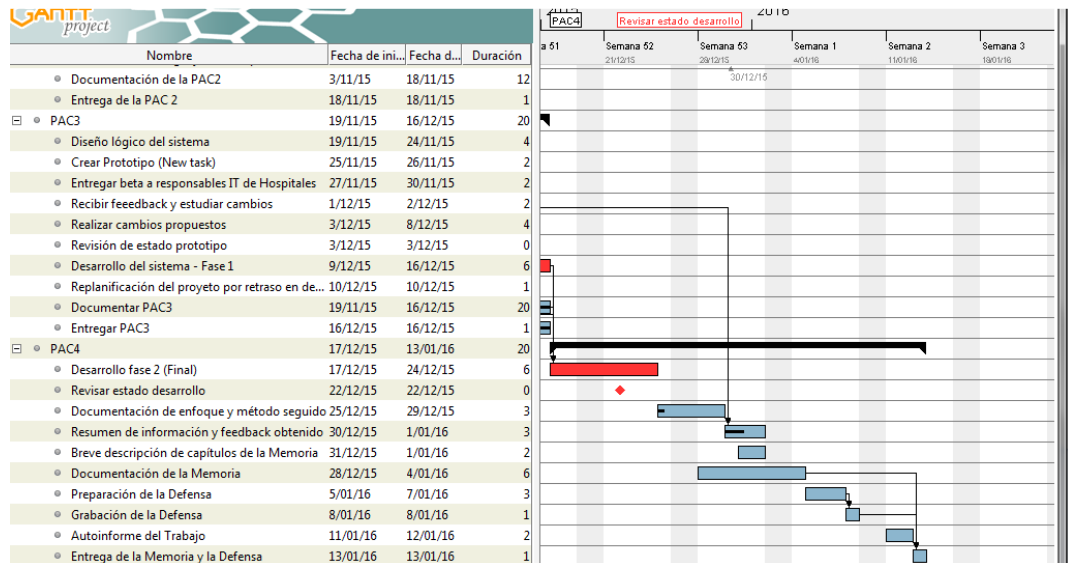 GANTT
project
2016
PAC4 Revisar estado desarrollo
a 51 Semana 52 Semana 53 Semana 1 Semana 2 Semana 3
21/12/15 28/12/15 4/01/16 11/01/16 18/01/16
30/12/15
Nombre Fecha de ini... Fecha d... Duración
Documentación de la PAC2 3/11/15 18/11/15 12
Entrega de la PAC 2 18/11/15 18/11/15 1
PAC3 19/11/15 16/12/15 20
Diseño lógico del sistema 19/11/15 24/11/15 4
Crear Prototipo (New task) 25/11/15 26/11/15 2
Entregar beta a responsables IT de Hospitales 27/11/15 30/11/15 2
Recibir feeedback y estudiar cambios 1/12/15 2/12/15 2
Realizar cambios propuestos 3/12/15 8/12/15 4
Revisión de estado prototipo 3/12/15 3/12/15 0
Desarrollo del sistema - Fase 1 9/12/15 16/12/15 6
Replanificación del proyeto por retraso en de... 10/12/15 10/12/15 1
Documentar PAC3 19/11/15 16/12/15 20
Entregar PAC3 16/12/15 16/12/15 1
PAC4 17/12/15 13/01/16 20
Desarrollo fase 2 (Final) 17/12/15 24/12/15 6
Revisar estado desarrollo 22/12/15 22/12/15 0
Documentación de enfoque y método seguido 25/12/15 29/12/15 3
Resumen de información y feedback obtenido 30/12/15 1/01/16 3
Breve descripción de capítulos de la Memoria 31/12/15 1/01/16 2
Documentación de la Memoria 28/12/15 4/01/16 6
Preparación de la Defensa 5/01/16 7/01/16 3
Grabación de la Defensa 8/01/16 8/01/16 1
Autoinforme del Trabajo 11/01/16 12/01/16 2
Entrega de la Memoria y la Defensa 13/01/16 13/01/16 1